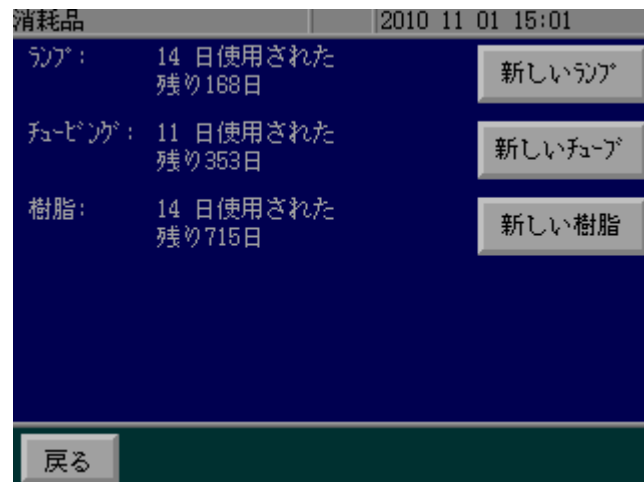 消耗品 2010 11 01 15:01
ﾗﾝﾌﾟ: 14 日使用された 新しいﾗﾝﾌﾟ
残り168日
ﾁｭｰﾋﾞﾝｸﾞ: 11 日使用された 新しいﾁｭｰﾌﾞ
残り353日
樹脂: 14 日使用された 新しい樹脂
残り715日
戻る